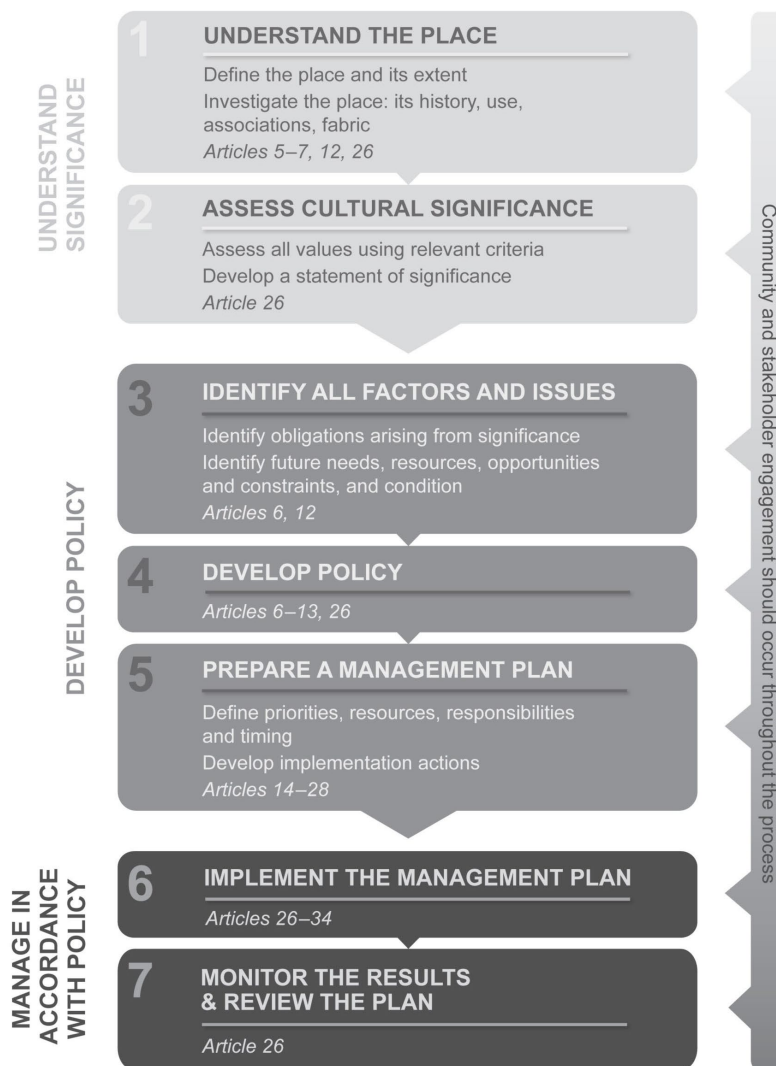 UNDERSTAND
SIGNIFICANCE
1
UNDERSTAND THE PLACE
Define the place and its extent
Investigate the place: its history, use,
associations, fabric
Articles 5–7, 12, 26
2
ASSESS CULTURAL SIGNIFICANCE
Assess all values using relevant criteria
Develop a statement of significance
Article 26
DEVELOP POLICY
3
IDENTIFY ALL FACTORS AND ISSUES
Identify obligations arising from significance
Identify future needs, resources, opportunities
and constraints, and condition
Articles 6, 12
4
DEVELOP POLICY
Articles 6–13, 26
5
PREPARE A MANAGEMENT PLAN
Define priorities, resources, responsibilities
and timing
Develop implementation actions
Articles 14–28
MANAGE IN
ACCORDANCE
WITH POLICY
6
IMPLEMENT THE MANAGEMENT PLAN
Articles 26–34
7
MONITOR THE RESULTS
& REVIEW THE PLAN
Article 26
Community and stakeholder engagement should occur throughout the process